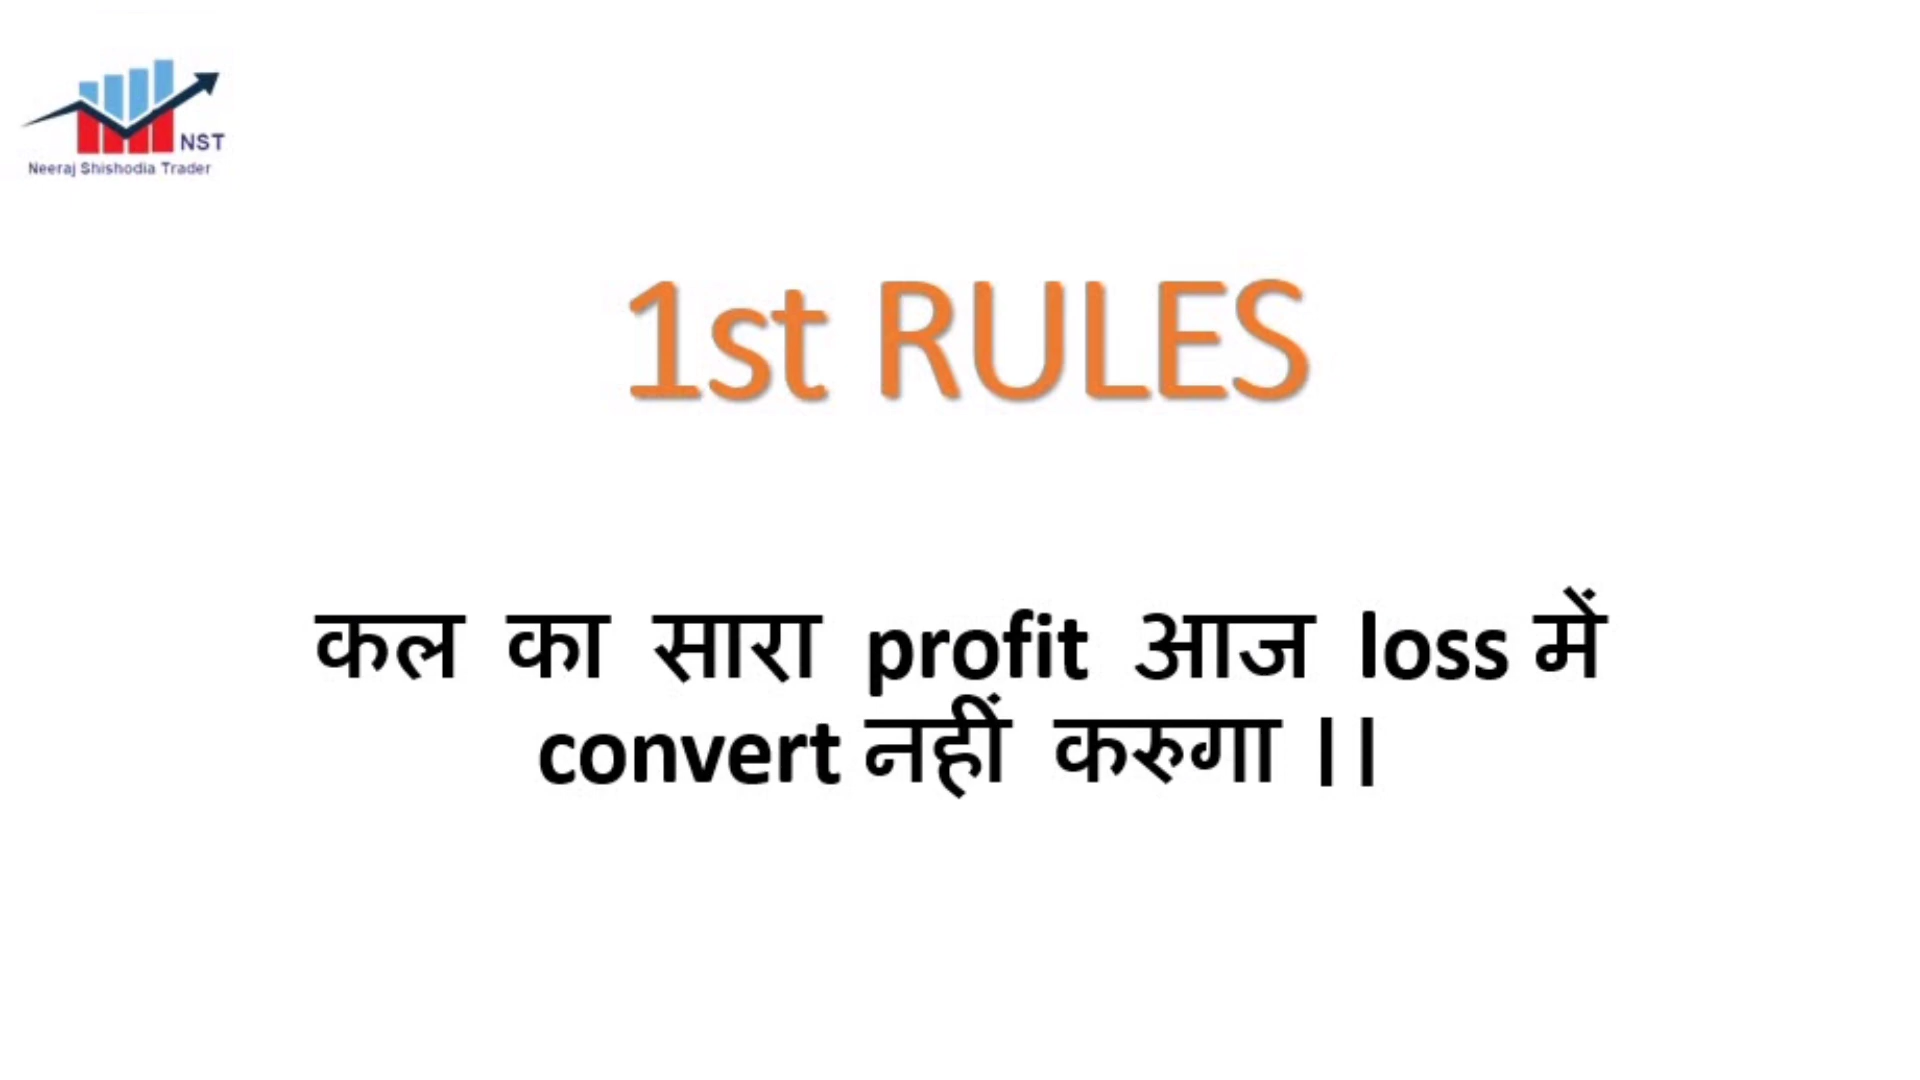 NST
Neeraj Shishodia Trader
1st RULES
कल का सारा profit आज loss में
convert नहीं करुगा ।।